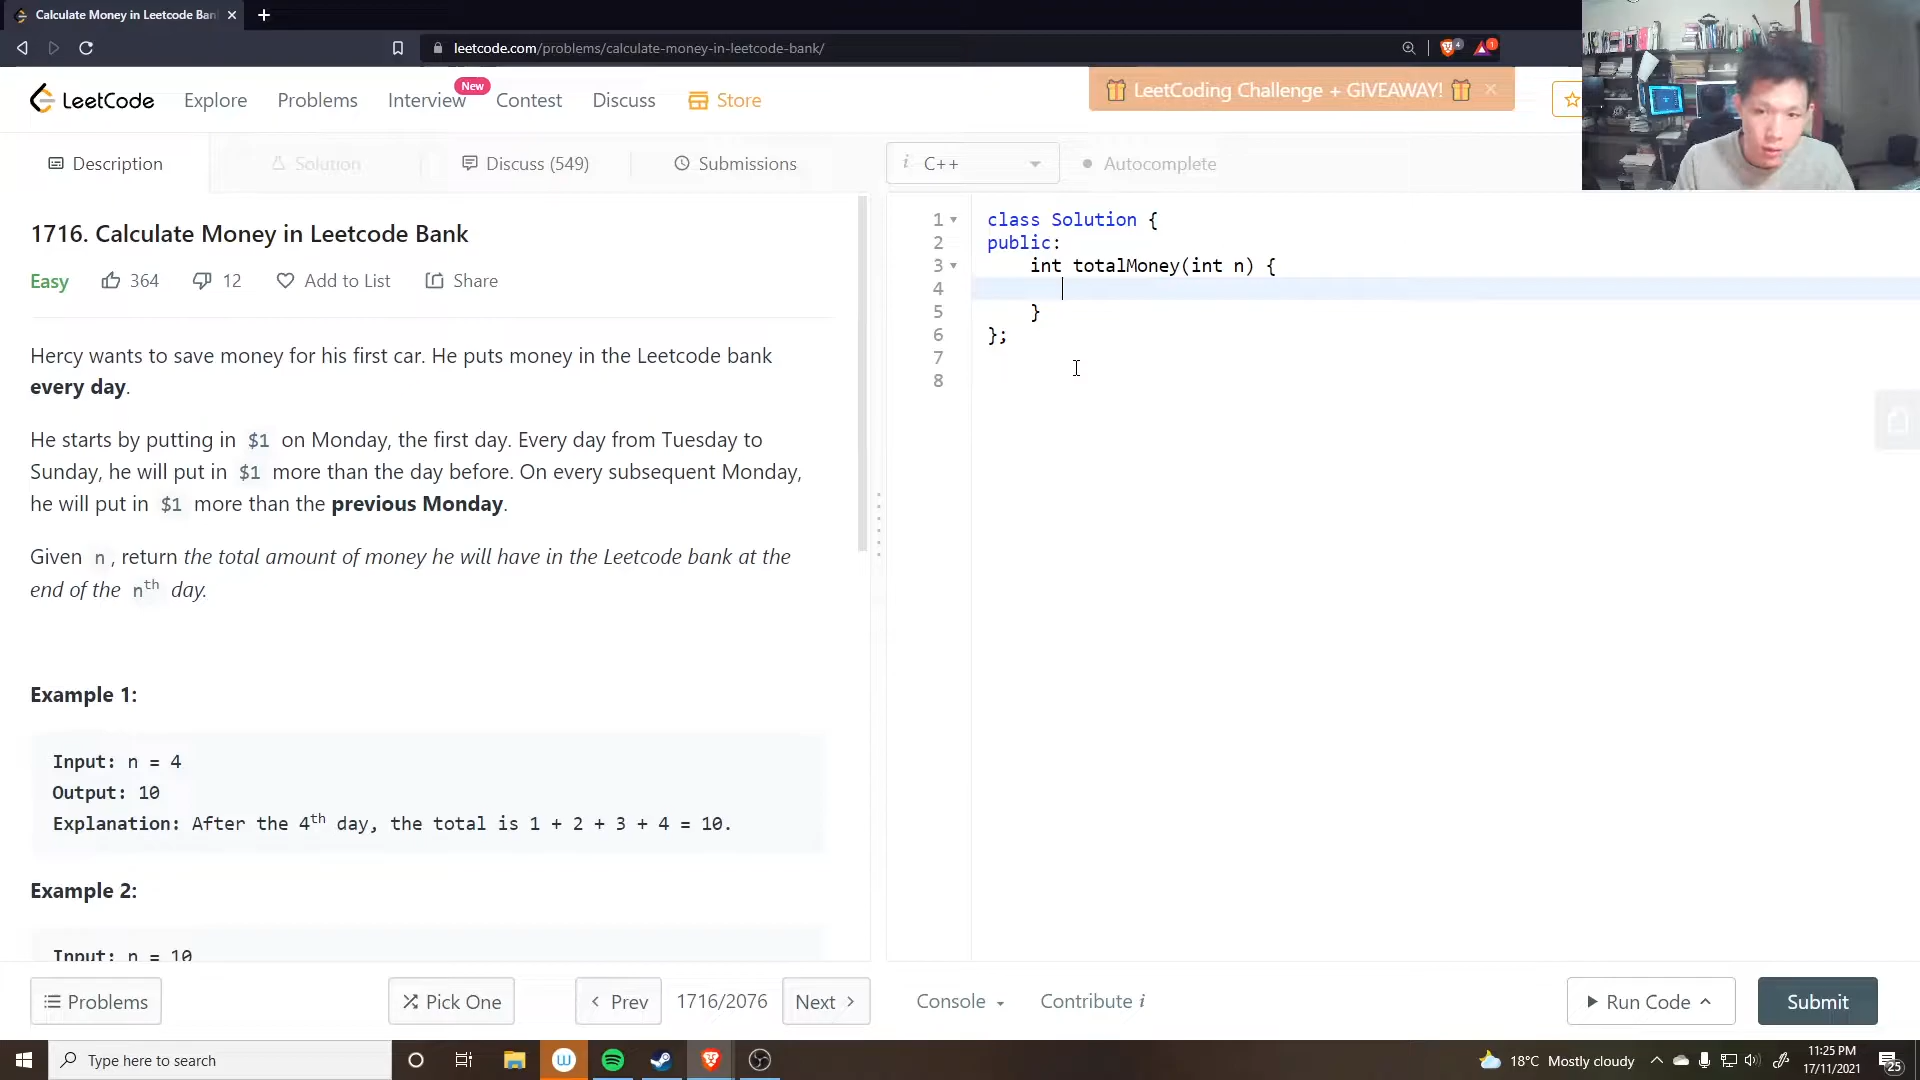 Calculate Money in Leetcode Ban
leetcode.com/problems/calculate-money-in-leetcode-bank/
4
1
LeetCode
Explore
Problems
Interview
New
Contest
Discuss
Store
LeetCoding Challenge + GIVEAWAY!
Description
Solution
Discuss (549)
Submissions
i C++
Autocomplete
1716. Calculate Money in Leetcode Bank
Easy
364
12
Add to List
Share
Hercy wants to save money for his first car. He puts money in the Leetcode bank
every day.
He starts by putting in $1 on Monday, the first day. Every day from Tuesday to
Sunday, he will put in $1 more than the day before. On every subsequent Monday,
he will put in $1 more than the previous Monday.
Given n, return the total amount of money he will have in the Leetcode bank at the
end of the nth day.
Example 1:
Input: n = 4
Output: 10
Explanation: After the 4th day, the total is 1 + 2 + 3 + 4 = 10.
Example 2:
Input: n = 10
1 class Solution {
2 public:
3 int totalMoney(int n) {
4
5 }
6 };
7
8
Problems
Pick One
Prev
1716/2076
Next
Console
Contribute i
Run Code
Submit
Type here to search
18°C Mostly cloudy
11:25 PM
17/11/2021
25